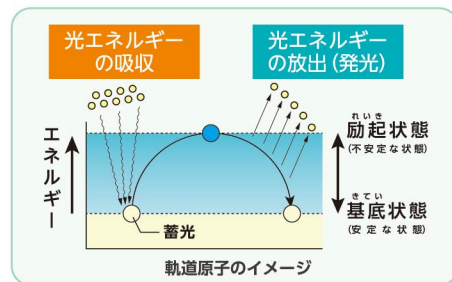 光エネルギー
の吸収
光エネルギー
の放出(発光)
エネルギー
れいき
励起状態
(不安定な状態)
きてい
基底状態
(安定な状態)
蓄光
軌道原子のイメージ